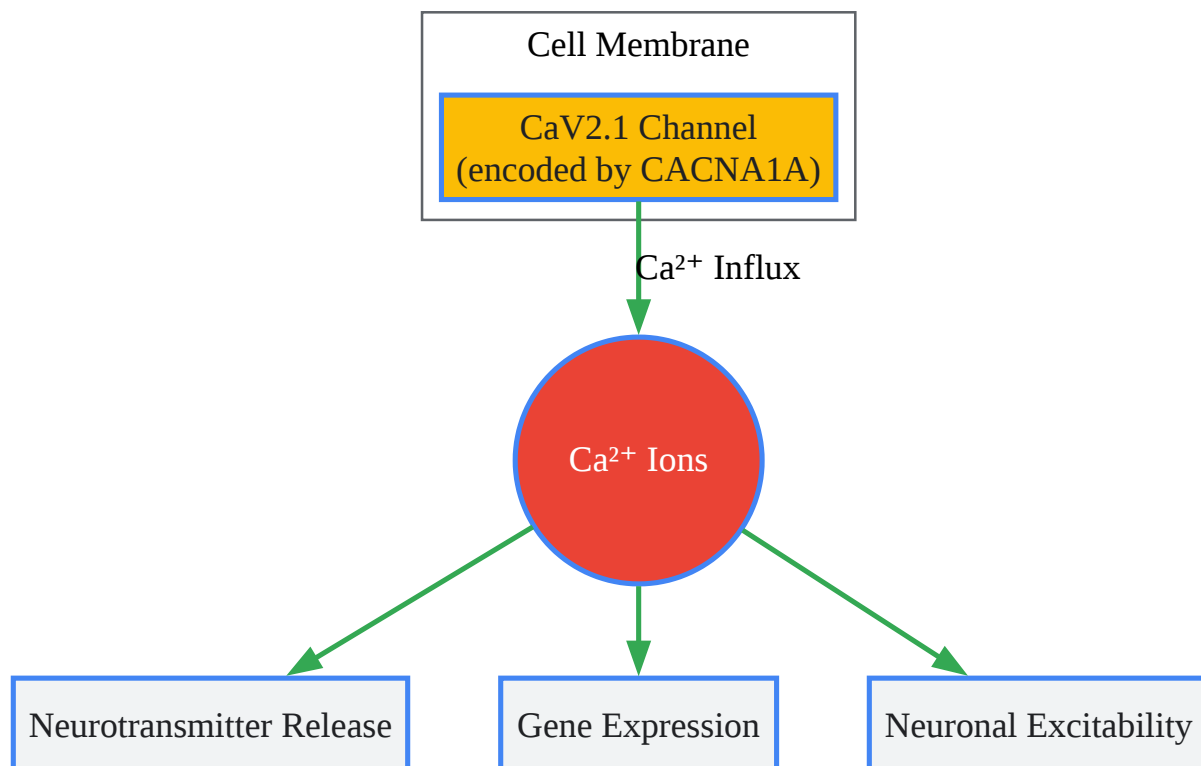 Cell Membrane
CaV2.1 Channel
(encoded by CACNA1A)
Ca²⁺ Influx
Ca²⁺ Ions
Neurotransmitter Release
Gene Expression
Neuronal Excitability